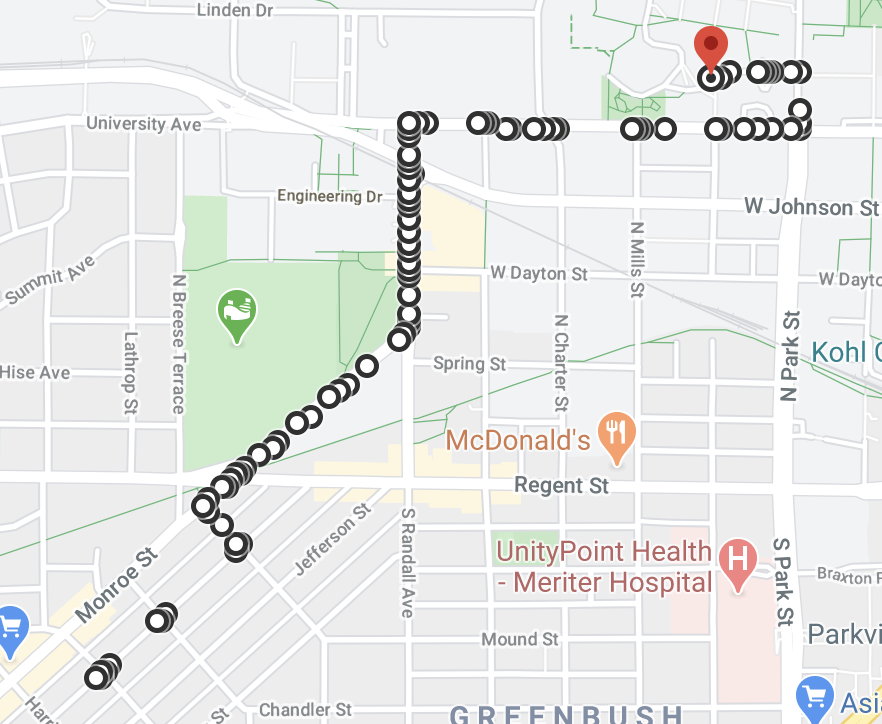 Linden Dr
University Ave
Engineering Dr
W Johnson St
N Mills St
Summit Ave
W Dayton St
W Dayto
N Breese Terrace
N Park St
Lathrop St
N Charter St
Kohl C
Hise Ave
Spring St
McDonald's
Regent St
Jefferson St
S Randall Ave
UnityPoint Health
- Meriter Hospital
H
S Park St
Monroe St
Braxton P
Mound St
Parkvi
Harri
St
Chandler St
GREENBUSH
Asi